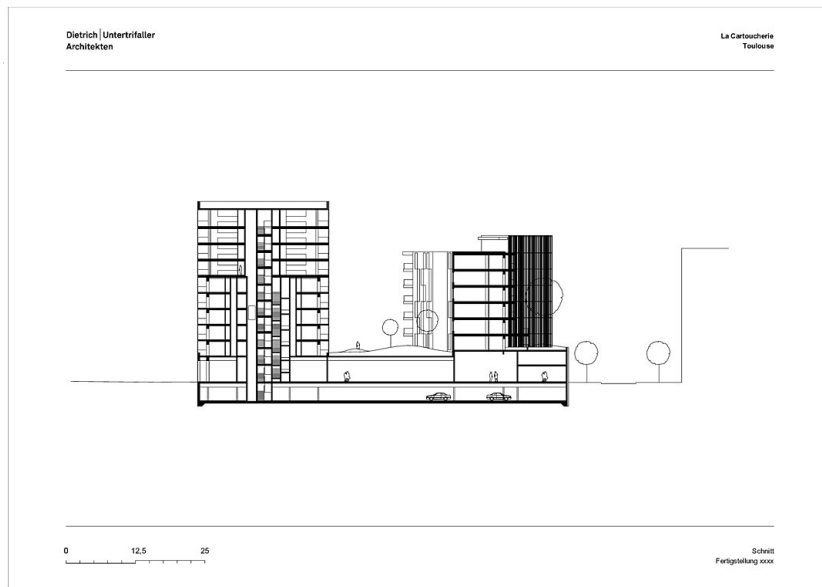 Dietrich|Untertrifaller
Architekten
La Cartoucherie
Toulouse
0 12,5 25
Schnitt
Fertigstellung xxxx